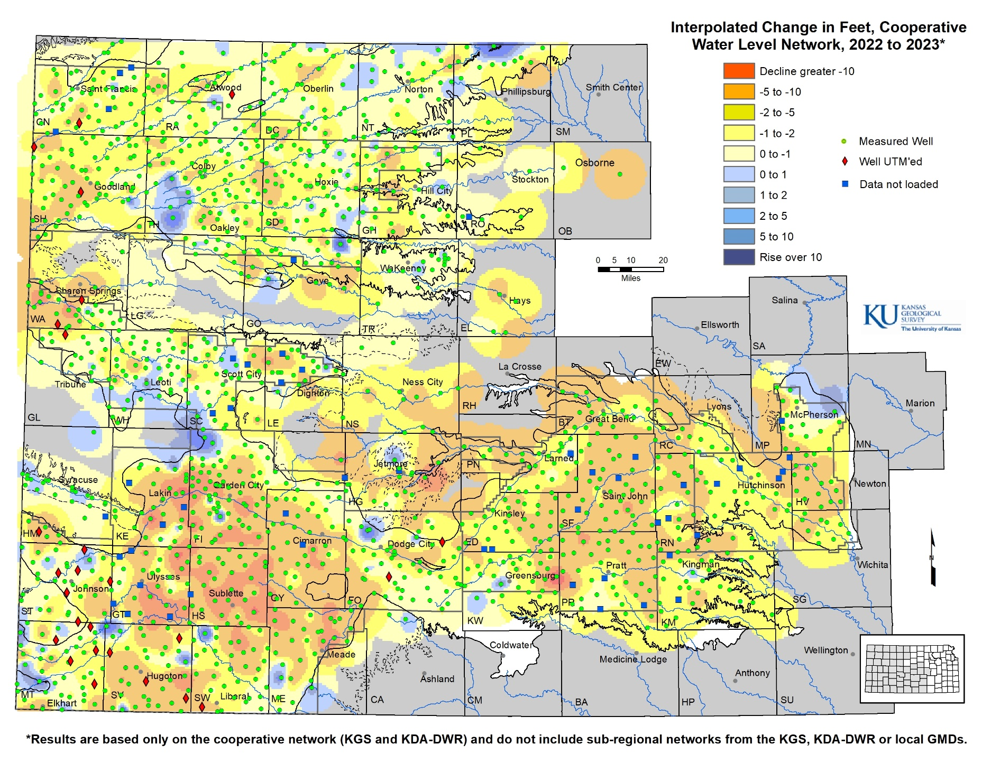 Interpolated Change in Feet, Cooperative
Water Level Network, 2022 to 2023*
Decline greater -10
-5 to -10
-2 to -5
-1 to -2
0 to -1
0 to 1
1 to 2
2 to 5
5 to 10
Rise over 10
Measured Well
Well UTM'ed
Data not loaded
0 5 10 20
Miles
KU KANSAS
GEOLOGICAL
SURVEY
The University of Kansas
N
Saint Francis
Atwood
Oberlin
Norton
Phillipsburg
Smith Center
CN
RA
DC
NT
PL
SM
Goodland
Colby
Hoxie
Hill City
Stockton
Osborne
SH
TH
Oakley
SD
GH
RO
OB
Sharon Springs
Gove
WaKeeney
Hays
WA
LG
GO
TR
EL
Salina
Ellsworth
SA
EW
Tribune
Leoti
Scott City
Dighton
Ness City
La Crosse
GL
WH
SC
LE
NS
RH
BT
Great Bend
Lyons
McPherson
Marion
RC
MP
MN
Syracuse
Lakin
Garden City
Jetmore
PN
Larned
Saint John
Hutchinson
Newton
HM
KE
FI
HG
Kinsley
SF
HV
Cimarron
Dodge City
ED
RN
Johnson
Ulysses
Sublette
Greensburg
Pratt
Kingman
Wichita
ST
GT
HS
GY
FO
KW
PP
KM
SG
Hugoton
Liberal
Meade
Ashland
Coldwater
Medicine Lodge
Anthony
Wellington
MT
Elkhart
SV
SW
ME
CA
CM
BA
HP
SU
*Results are based only on the cooperative network (KGS and KDA-DWR) and do not include sub-regional networks from the KGS, KDA-DWR or local GMDs.